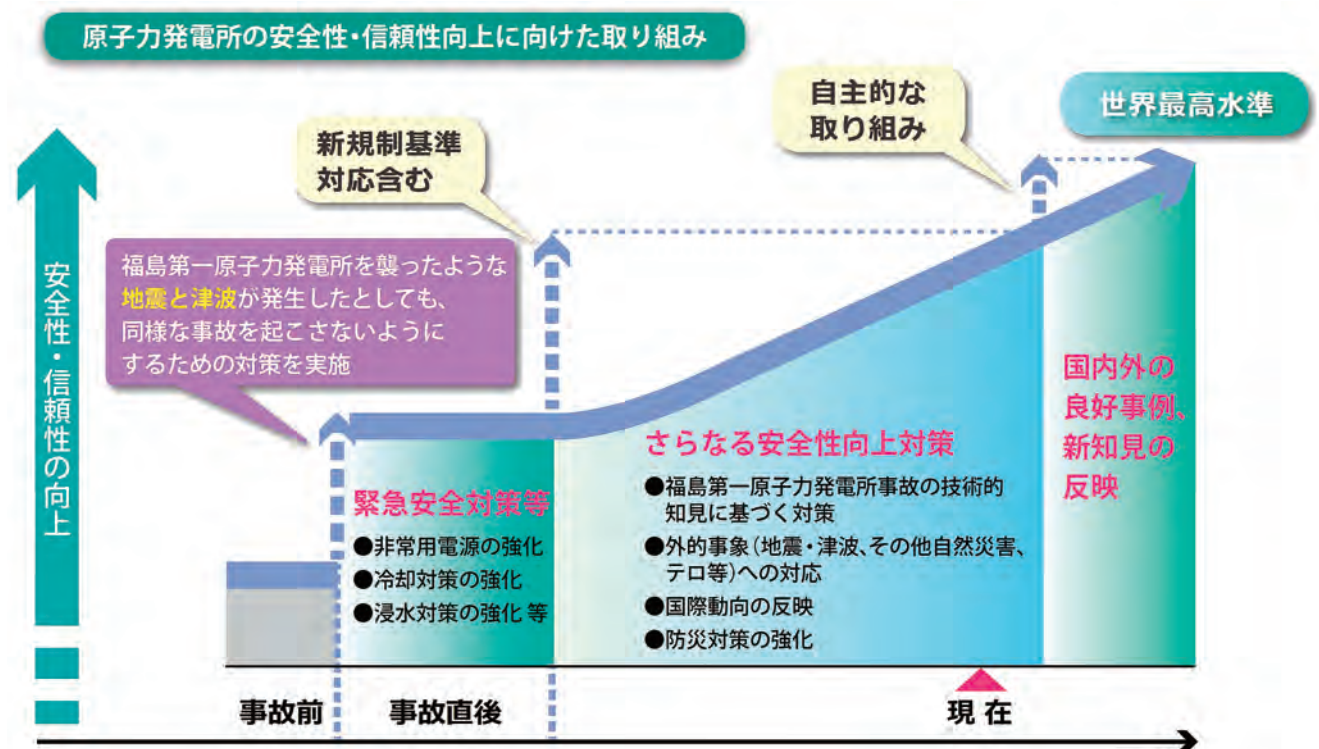 原子力発電所の安全性・信頼性向上に向けた取り組み
世界最高水準
自主的な
取り組み
新規制基準
対応含む
福島第一原子力発電所を襲ったような
地震と津波が発生したとしても、
同様な事故を起こさないように
するための対策を実施
安全性・信頼性の向上
緊急安全対策等
●非常用電源の強化
●冷却対策の強化
●浸水対策の強化 等
さらなる安全性向上対策
●福島第一原子力発電所事故の技術的
知見に基づく対策
●外的事象(地震・津波、その他自然災害、
テロ等)への対応
●国際動向の反映
●防災対策の強化
国内外の
良好事例、
新知見の
反映
事故前
事故直後
現在